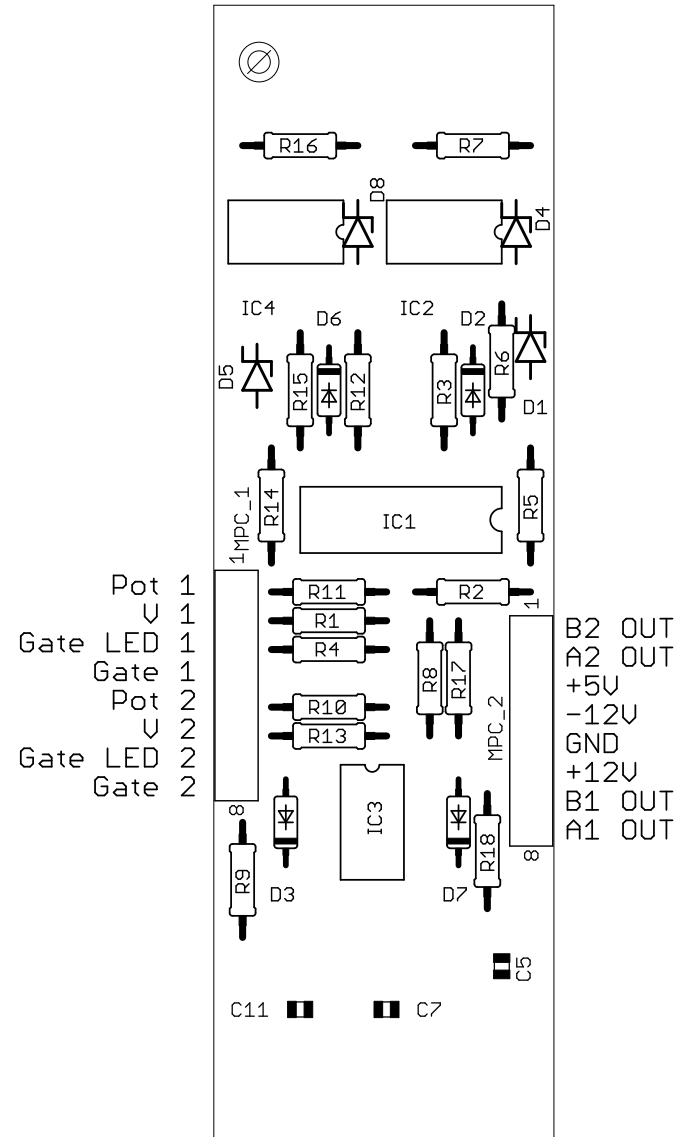 R16 R7
D8
D4
IC4 IC2
D6 D2
R6
D5 R15 R12 R3
D1
MPC_1 R14 IC1 R5
1
Pot 1 R11 R2
1
V 1 R1 B2 OUT
Gate LED 1 R4 A2 OUT
Gate 1 R8 R17 +5V
Pot 2 R10 MPC_2 -12V
V 2 R13 GND
Gate LED 2 +12V
Gate 2 B1 OUT
8 IC3 A1 OUT
R18 8
R9 D3 D7
C5
C11 C7